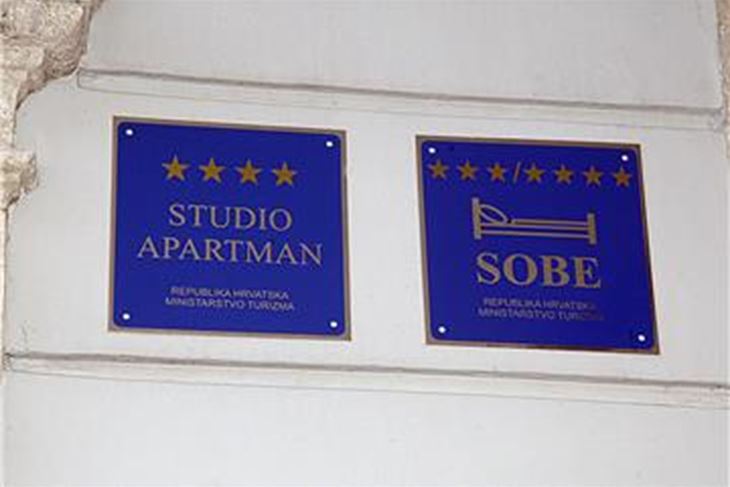 STUDIO
APARTMAN
REPUBLIKA HRVATSKA
MINISTARSTVO TURIZMA
SOBE
REPUBLIKA HRVATSKA
MINISTARSTVO TURIZMA